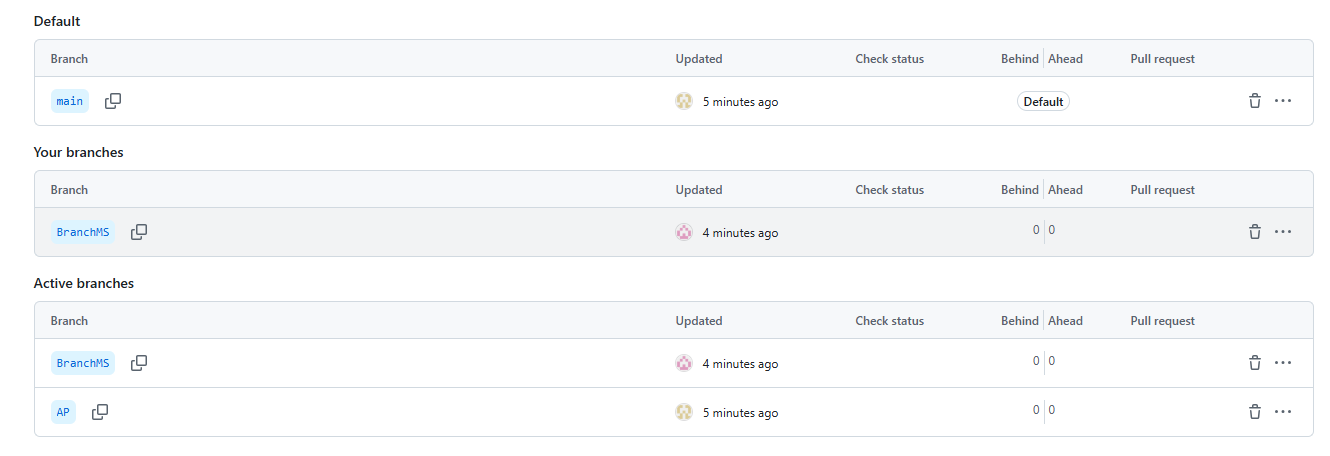 Default
Branch Updated Check status Behind Ahead Pull request
main 5 minutes ago Default
Your branches
Branch Updated Check status Behind Ahead Pull request
BranchMS 4 minutes ago 0 0
Active branches
Branch Updated Check status Behind Ahead Pull request
BranchMS 4 minutes ago 0 0
AP 5 minutes ago 0 0